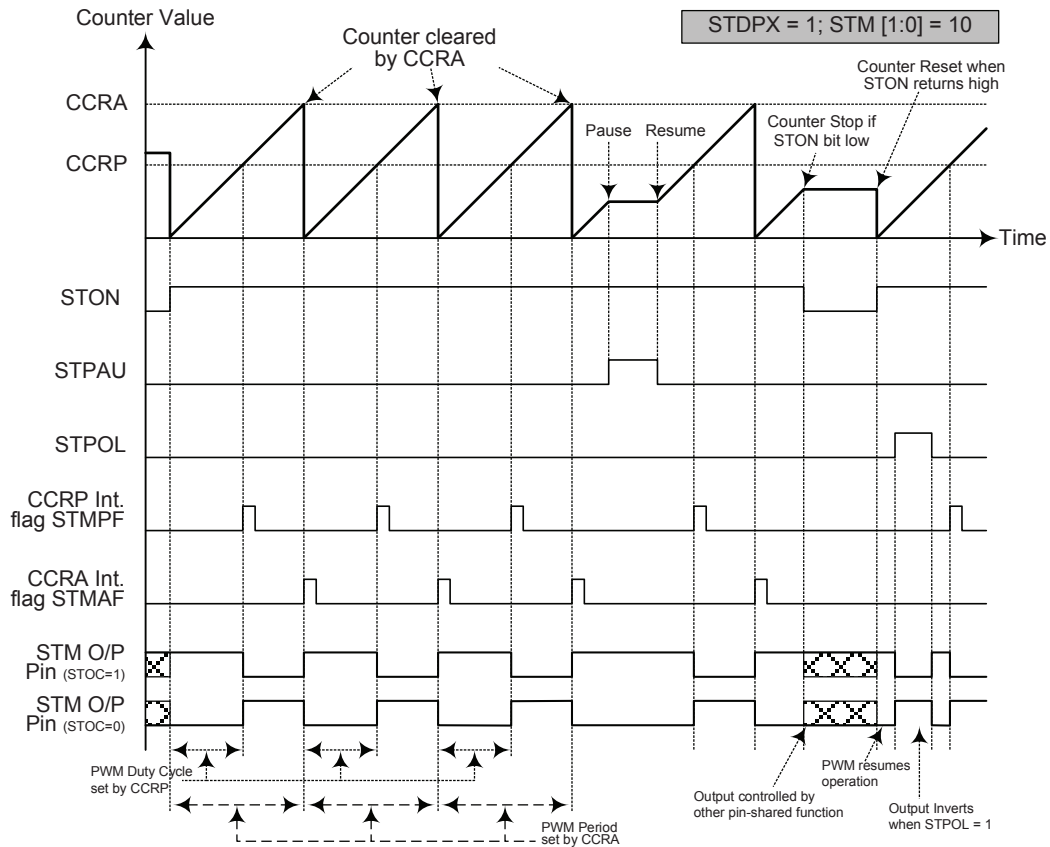 Counter Value
STDPX = 1; STM [1:0] = 10
Counter cleared
by CCRA
Counter Reset when
STON returns high
CCRA
Pause
Resume
Counter Stop if
STON bit low
CCRP
Time
STON
STPAU
STPOL
CCRP Int.
flag STMPF
CCRA Int.
flag STMAF
STM O/P
Pin (STOC=1)
STM O/P
Pin (STOC=0)
PWM Duty Cycle
set by CCRP
PWM resumes
operation
Output controlled by
other pin-shared function
Output Inverts
when STPOL = 1
PWM Period
set by CCRA